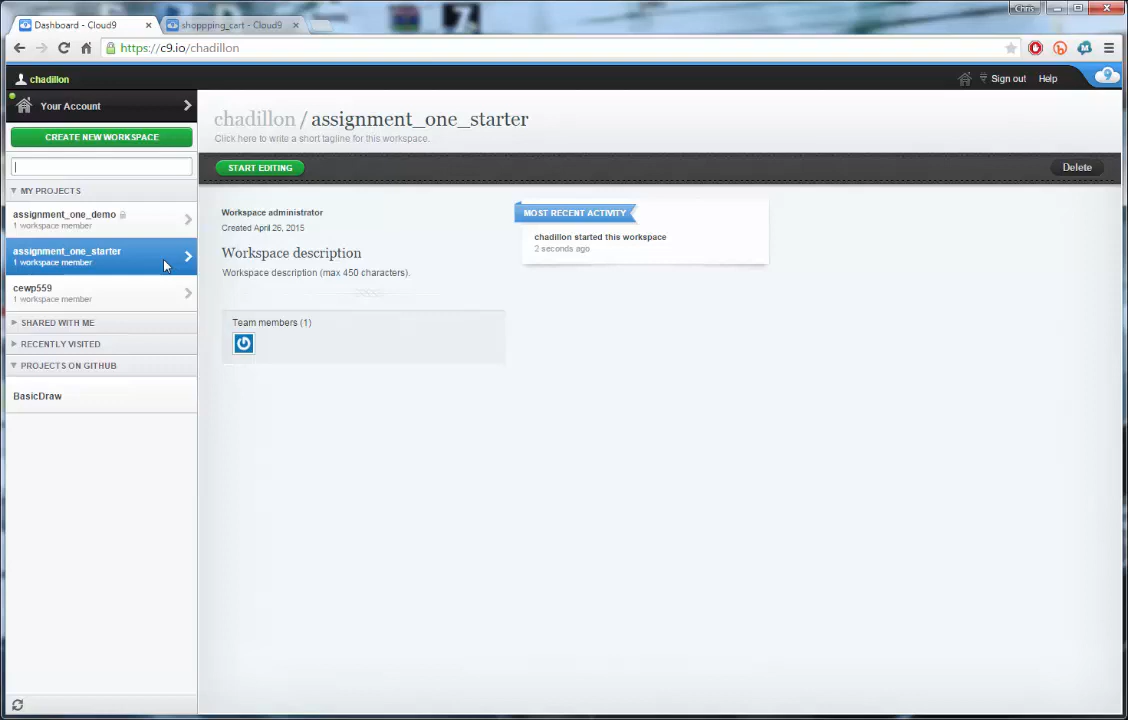 Dashboard - Cloud9
shoppping_cart - Cloud9
Chris
https://c9.io/chadillon
chadillon
Sign out
Help
Your Account
CREATE NEW WORKSPACE
MY PROJECTS
assignment_one_demo
1 workspace member
assignment_one_starter
1 workspace member
cewp559
1 workspace member
SHARED WITH ME
RECENTLY VISITED
PROJECTS ON GITHUB
BasicDraw
chadillon / assignment_one_starter
Click here to write a short tagline for this workspace.
START EDITING
Delete
Workspace administrator
Created April 26, 2015
Workspace description
Workspace description (max 450 characters).
Team members (1)
MOST RECENT ACTIVITY
chadillon started this workspace
2 seconds ago